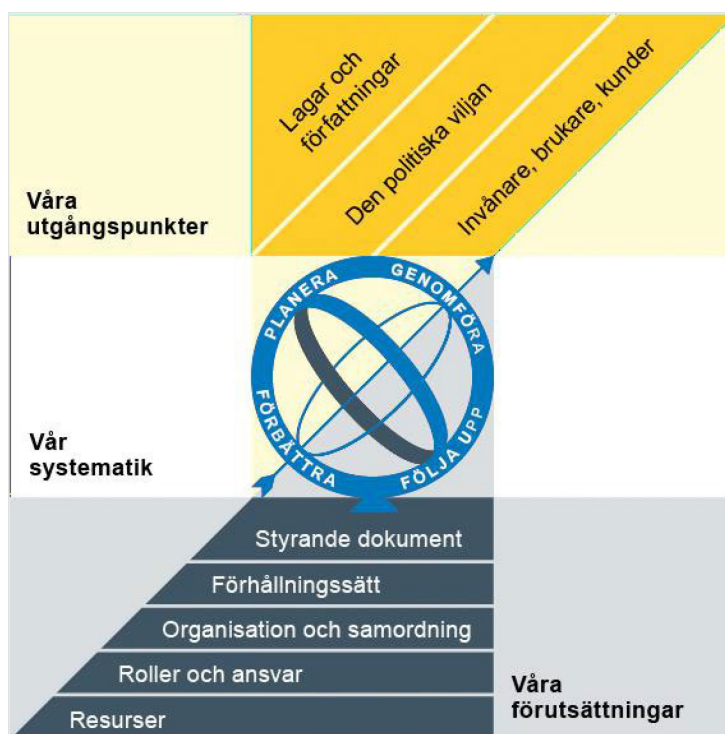 Lagar och
författningar
Den politiska viljan
Invånare, brukare, kunder
Våra
utgångspunkter
PLANERA
GENOMFÖRA
FÖRBÄTTRA
FÖLJA UPP
Vår
systematik
Styrande dokument
Förhållningssätt
Organisation och samordning
Roller och ansvar
Resurser
Våra
förutsättningar